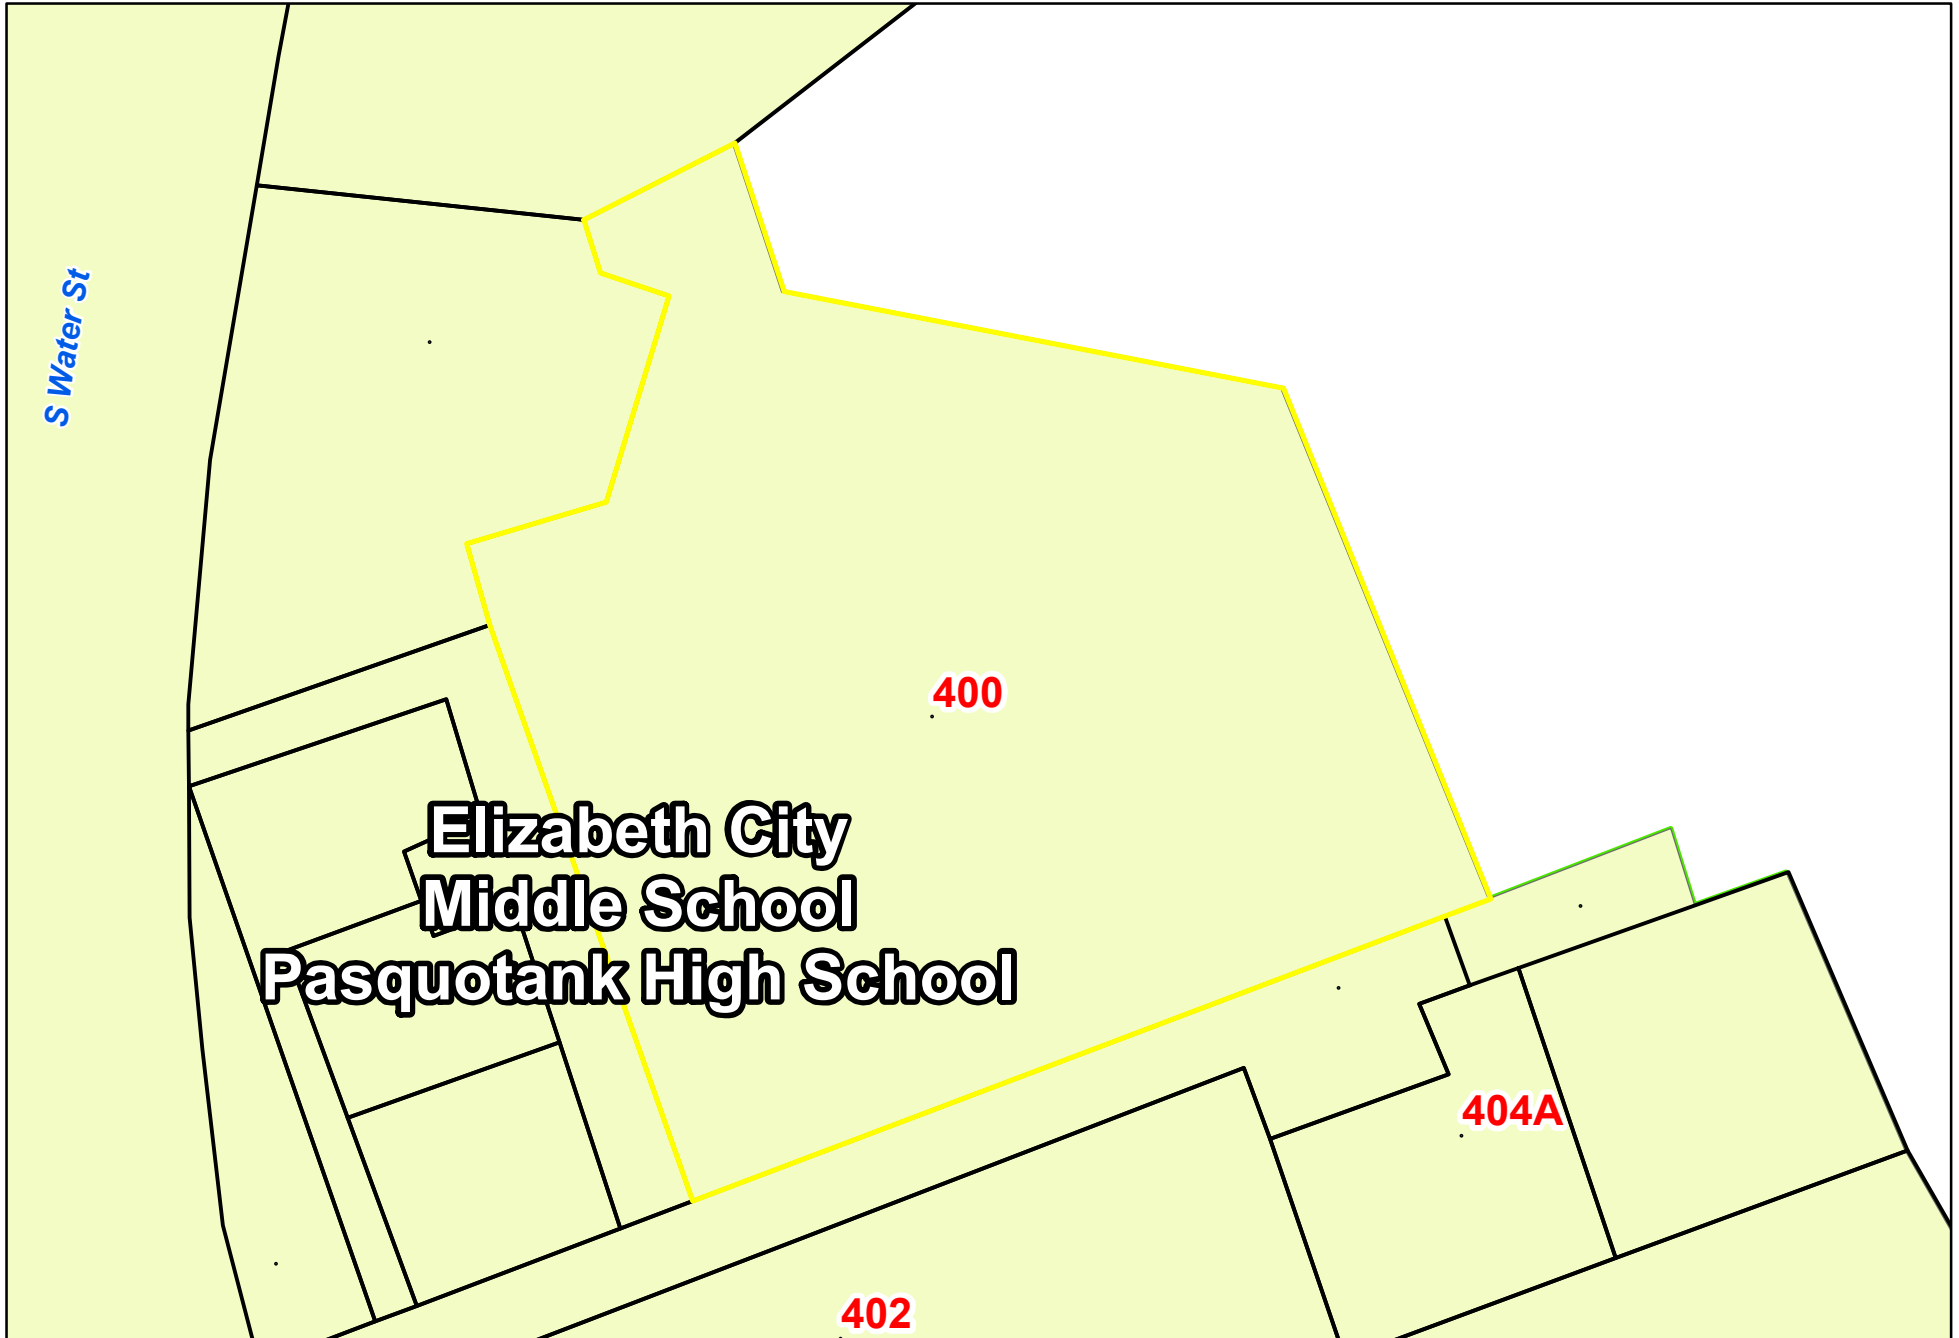 S Water St
400
Elizabeth City
Middle School
Pasquotank High School
404A
402